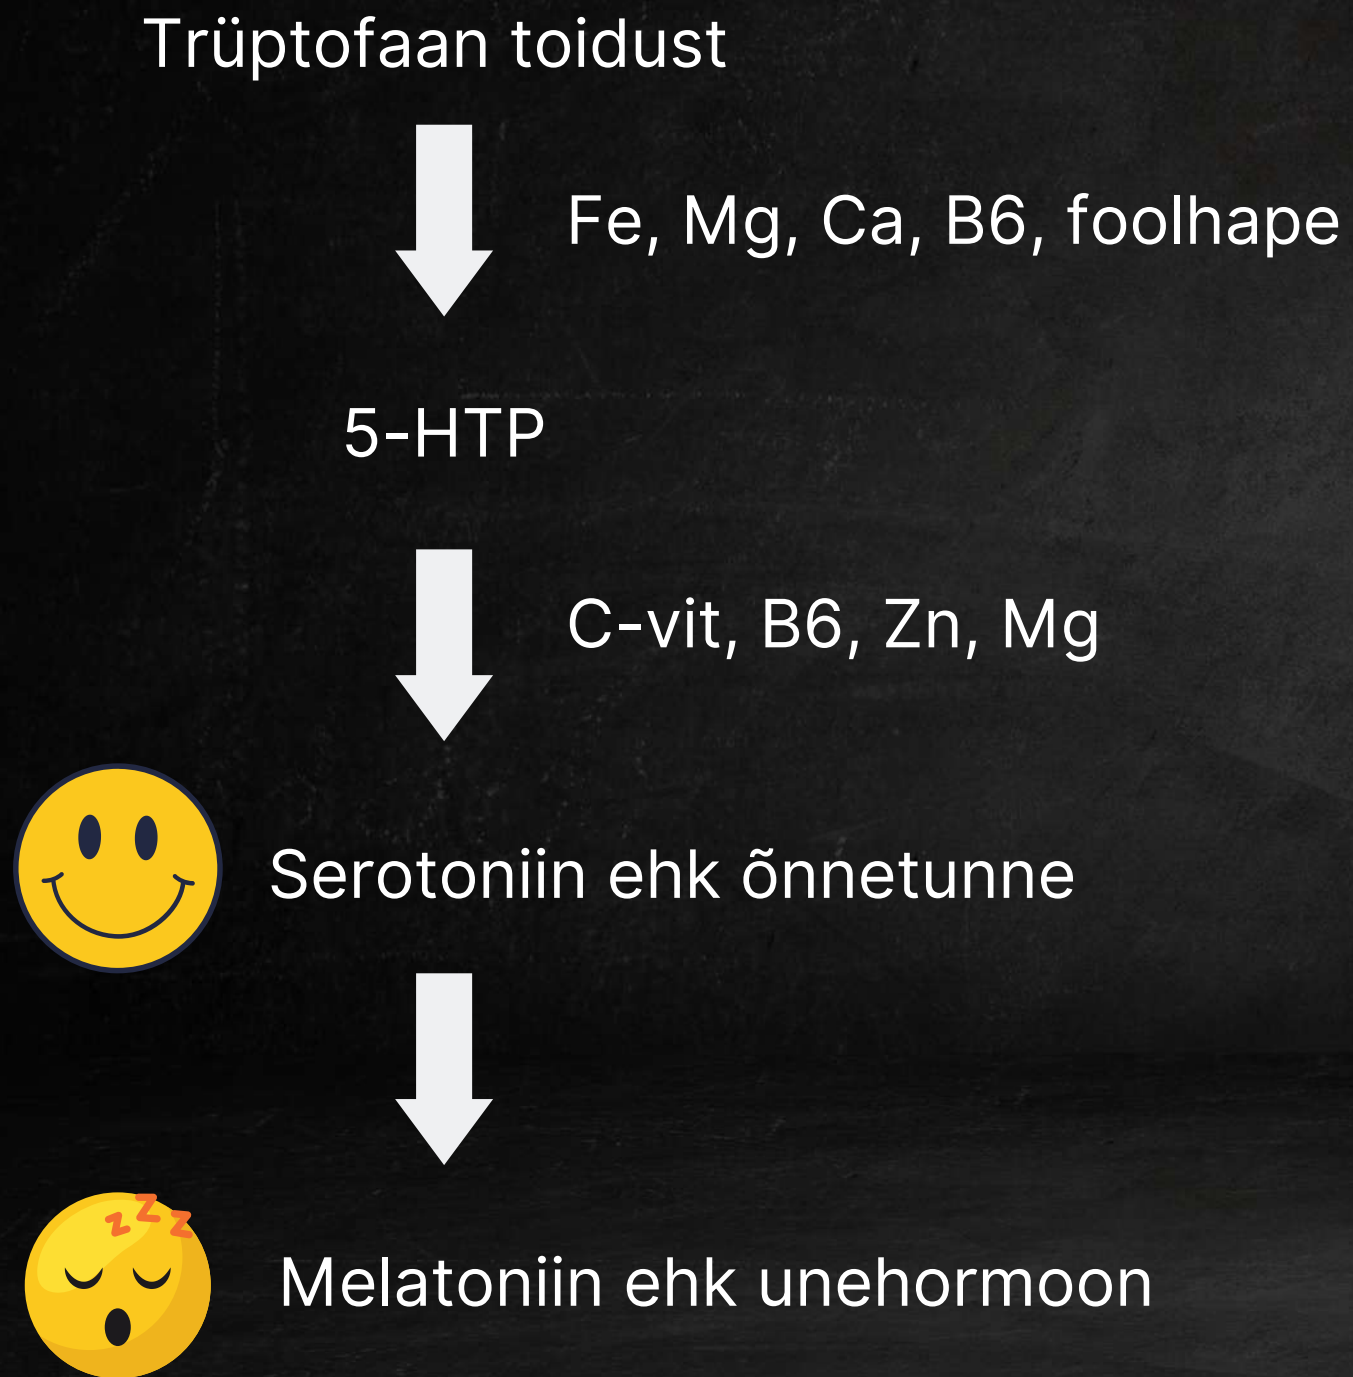 Trüptofaan toidust
Fe, Mg, Ca, B6, foolhape
5-HTP
C-vit, B6, Zn, Mg
Serotoniin ehk õnnetunne
z z z
Melatoniin ehk unehormoon